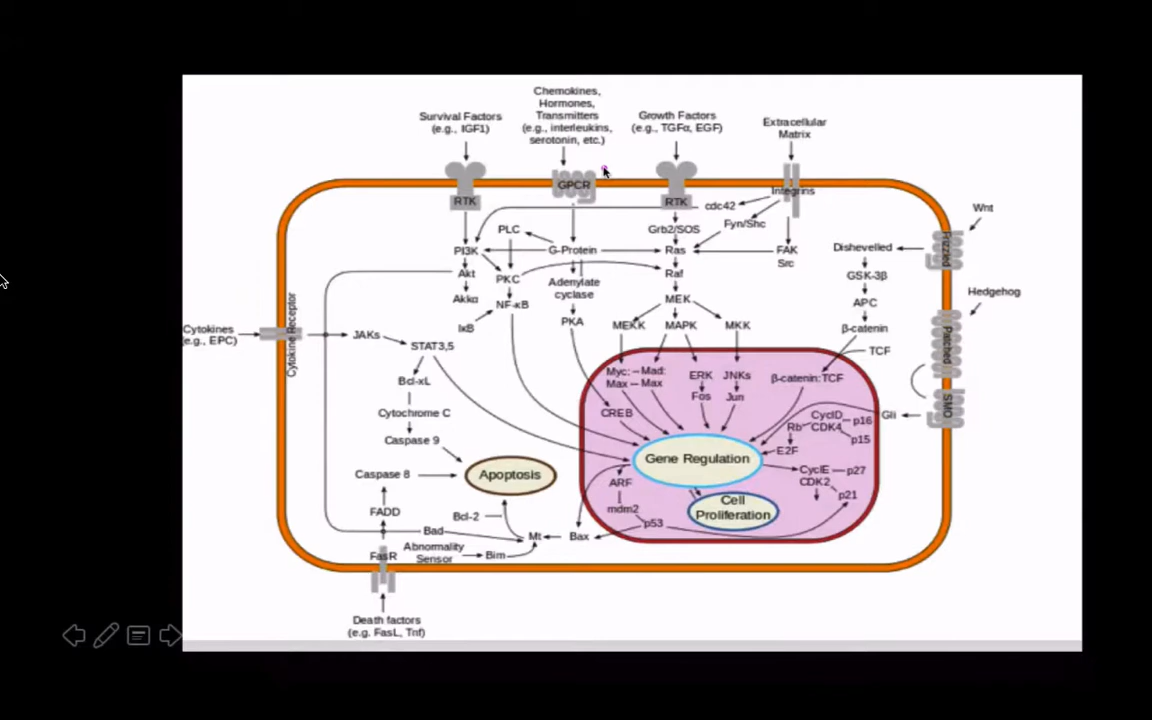 Chemokines,
Hormones,
Transmitters
(e.g., interleukins,
serotonin, etc.)
Survival Factors
(e.g., IGF1)
Growth Factors
(e.g., TGFα, EGF)
Extracellular
Matrix
RTK
GPCR
RTK
Integrins
cdc42
Wnt
PLC
Grb2/SOS
Fyn/Shc
Frizzled
PI3K
G-Protein
Ras
FAK
Src
Dishevelled
Akt
PKC
Adenylate
cyclase
Raf
GSK-3β
Hedgehog
Akkα
NF-κB
MEK
APC
IκB
PKA
MEKK
MAPK
MKK
β-catenin
Cytokines
(e.g., EPC)
Cytokine Receptor
JAKs
STAT3,5
TCF
Patched
Bcl-xL
Myc: – Mad:
Max – Max
ERK
JNKs
β-catenin:TCF
Fos
Jun
Cytochrome C
CREB
CyclD
CDK4
p16
p15
Rb
Gli
SMO
Caspase 9
E2F
Gene Regulation
Caspase 8
Apoptosis
ARF
CyclE
CDK2
p27
p21
Cell
Proliferation
FADD
Bcl-2
mdm2
p53
Bad
Mt
Bax
FasR
Abnormality
Sensor
Bim
Death factors
(e.g. FasL, Tnf)